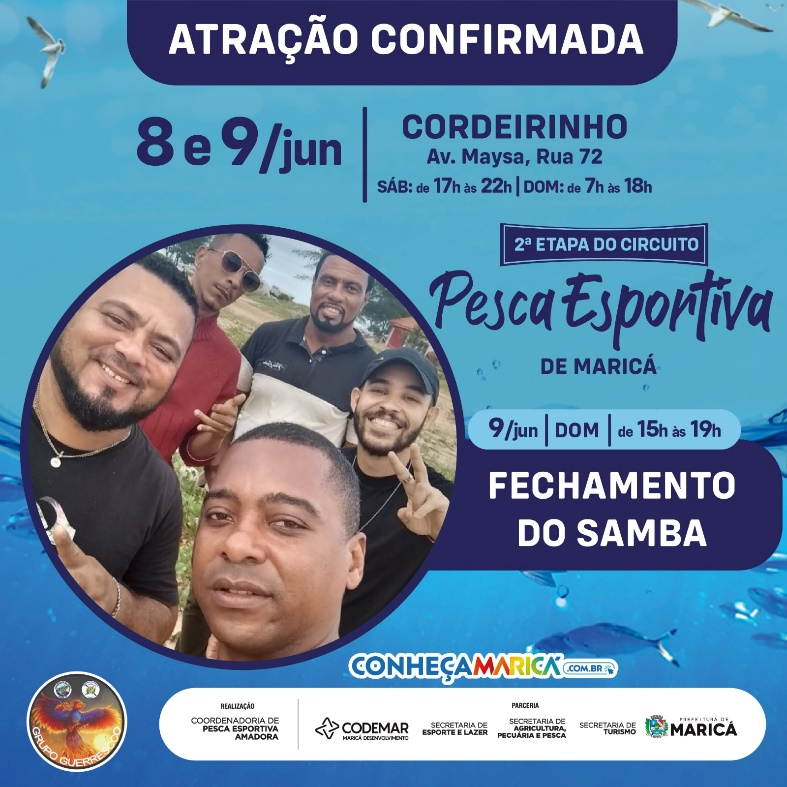 ATRAÇÃO CONFIRMADA
8 e 9/jun
CORDEIRINHO
Av. Maysa, Rua 72
SÁB: de 17h às 22h | DOM: de 7h às 18h
2ª ETAPA DO CIRCUITO
Pesca Esportiva
DE MARICÁ
9/jun | DOM | de 15h às 19h
FECHAMENTO
DO SAMBA
CONHEÇAMARICÁ .COM.BR
GRUPO GUERREIRO
REALIZAÇÃO
COORDENADORIA DE
PESCA ESPORTIVA
AMADORA
PARCERIA
CODEMAR
MARICÁ DESENVOLVIMENTO
SECRETARIA DE
ESPORTE E LAZER
SECRETARIA DE
AGRICULTURA,
PECUÁRIA E PESCA
SECRETARIA DE
TURISMO
PREFEITURA DE
MARICÁ